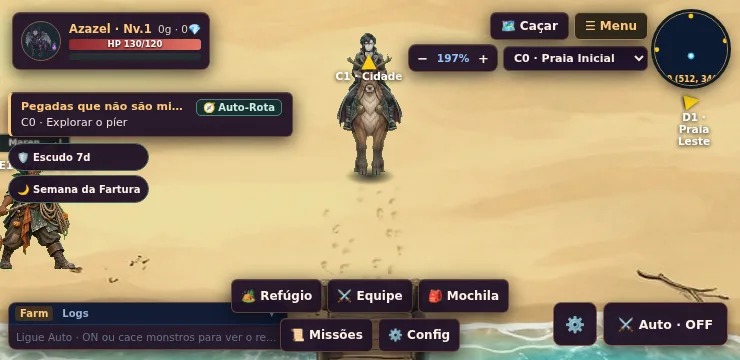 Azazel · Nv.1 0g · 0💎
HP 130/120
🗺️ Caçar
☰ Menu
− 197% +
C0 · Praia Inicial
C1 · Cidade
D1 ·
Praia
Leste
Pegadas que não são mi...
🧭 Auto-Rota
C0 · Explorar o píer
🛡️ Escudo 7d
🌙 Semana da Fartura
🏕️ Refúgio
⚔️ Equipe
🎒 Mochila
Farm Logs
Ligue Auto · ON ou cace monstros para ver o re...
📜 Missões
⚙️ Config
⚙️
⚔️ Auto · OFF